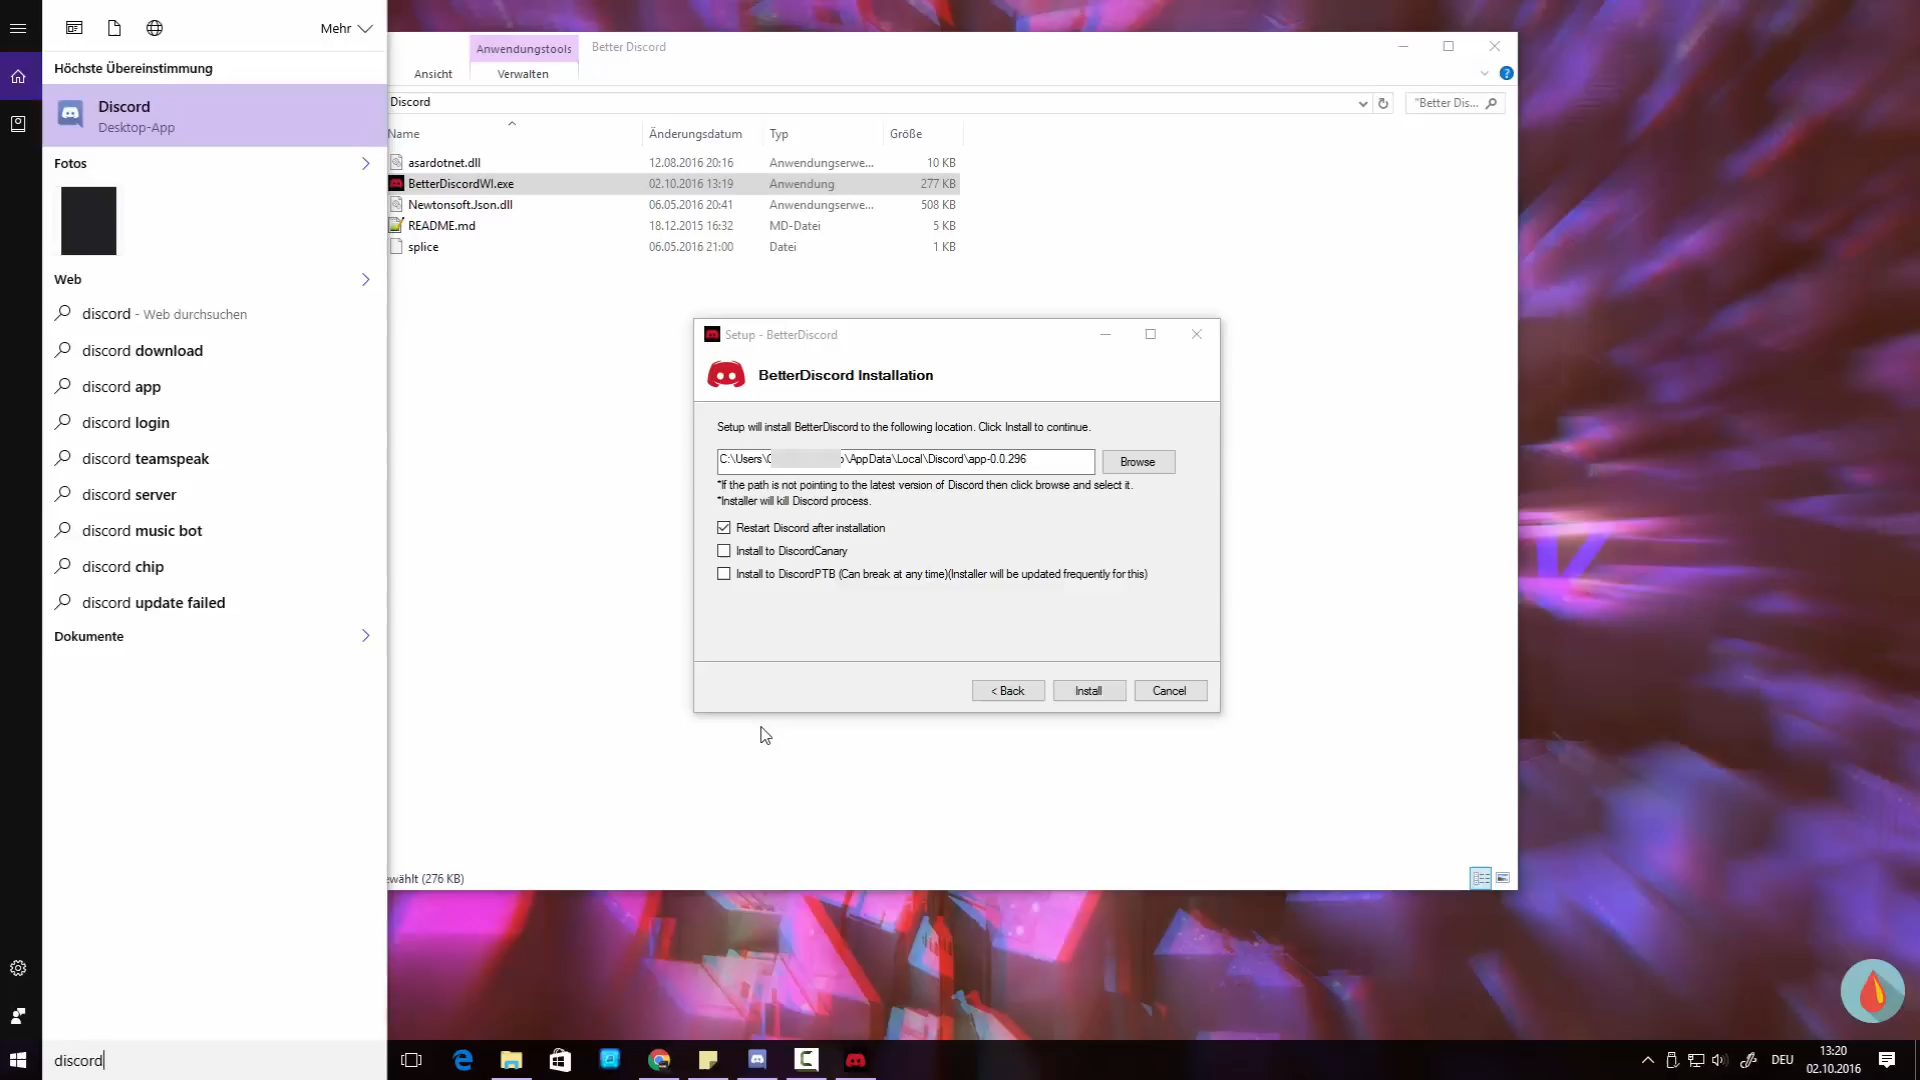 Mehr
Höchste Übereinstimmung
Discord
Desktop-App
Fotos
Web
discord - Web durchsuchen
discord download
discord app
discord login
discord teamspeak
discord server
discord music bot
discord chip
discord update failed
Dokumente
discord
Anwendungstools
Better Discord
Ansicht
Verwalten
Discord
"Better Dis...
Name
Änderungsdatum
Typ
Größe
asardotnet.dll 12.08.2016 20:16 Anwendungserwe... 10 KB
BetterDiscordWI.exe 02.10.2016 13:19 Anwendung 277 KB
Newtonsoft.Json.dll 06.05.2016 20:41 Anwendungserwe... 508 KB
README.md 18.12.2015 16:32 MD-Datei 5 KB
splice 06.05.2016 21:00 Datei 1 KB
Setup - BetterDiscord
BetterDiscord Installation
Setup will install BetterDiscord to the following location. Click Install to continue.
\AppData\Local\Discord\app-0.0.296
C:\Users\
Browse
*If the path is not pointing to the latest version of Discord then click browse and select it.
*Installer will kill Discord process.
Restart Discord after installation
Install to DiscordCanary
Install to DiscordPTB (Can break at any time)(Installer will be updated frequently for this)
< Back
Install
Cancel
ewählt (276 KB)
DEU
13:20
02.10.2016